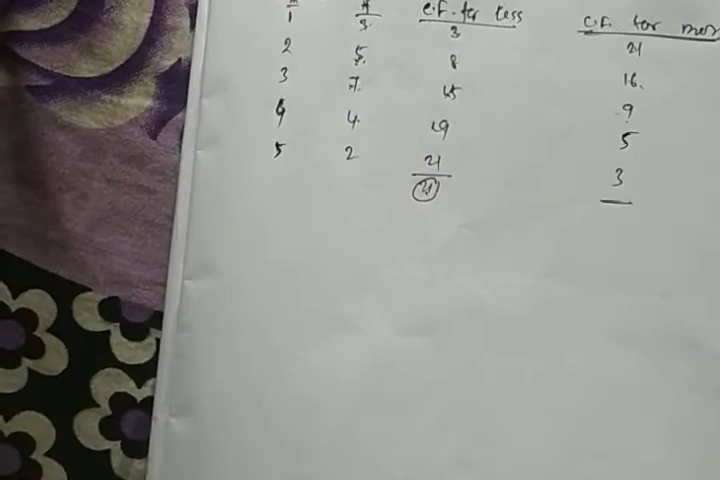 x f c.f. for less c.f. for mor
1 3 3 21
2 5 8 16
3 7 15 9
4 4 19 5
5 2 21 3
21